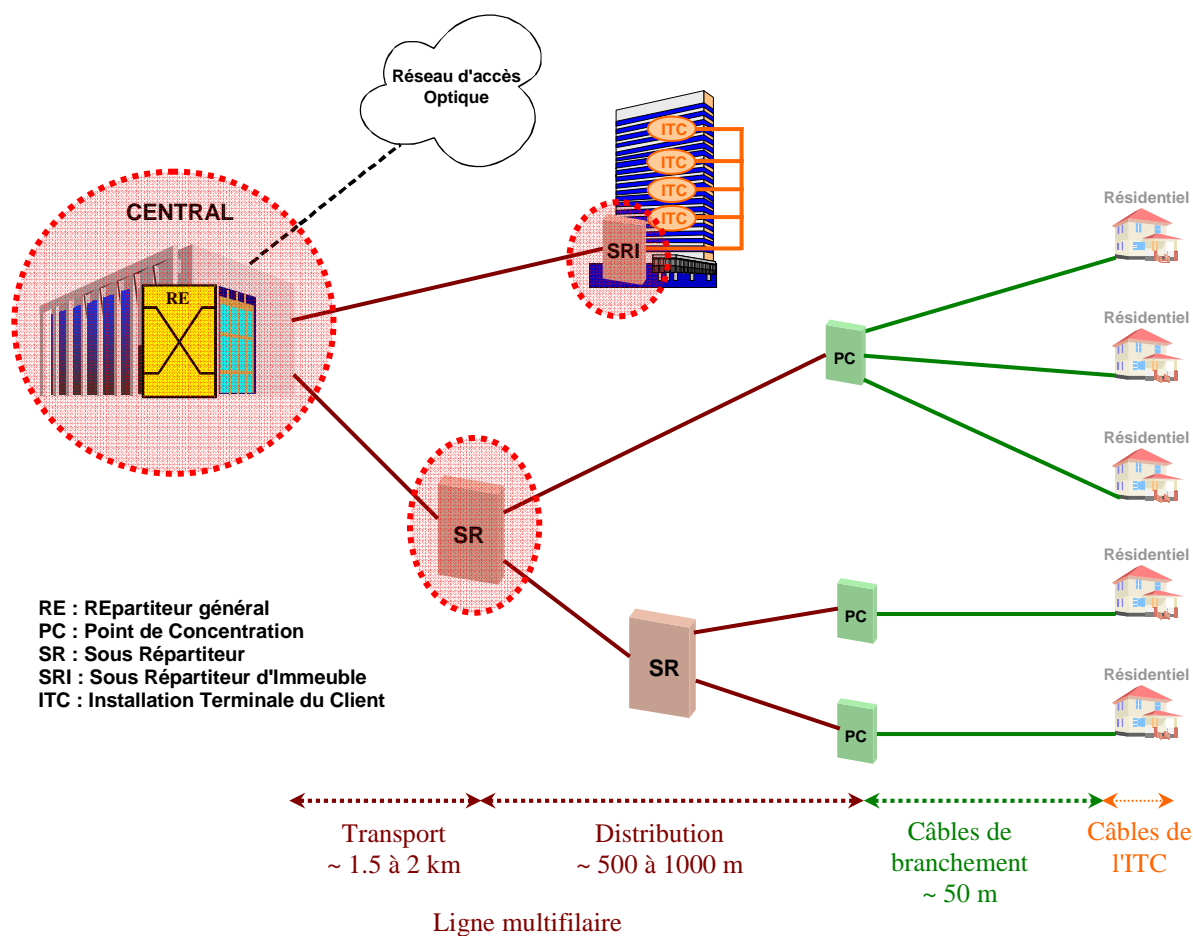 Réseau d'accès
Optique
CENTRAL
RE
ITC
ITC
ITC
ITC
SRI
Résidentiel
Résidentiel
PC
Résidentiel
SR
Résidentiel
PC
SR
Résidentiel
PC
RE : REpartiteur général
PC : Point de Concentration
SR : Sous Répartiteur
SRI : Sous Répartiteur d'Immeuble
ITC : Installation Terminale du Client
Transport
~ 1.5 à 2 km
Distribution
~ 500 à 1000 m
Câbles de
branchement
~ 50 m
Câbles de
l'ITC
Ligne multifilaire